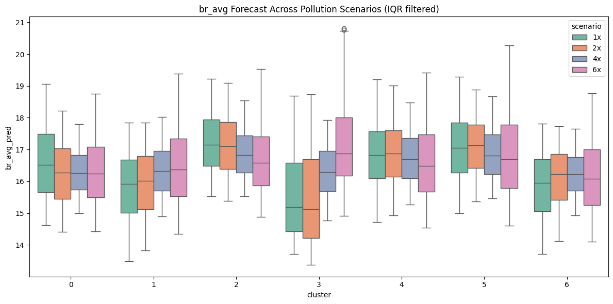 br_avg Forecast Across Pollution Scenarios (IQR filtered)
scenario
1x
2x
4x
6x
br_avg_pred
21
20
19
18
17
16
15
14
0 1 2 3 4 5 6
cluster